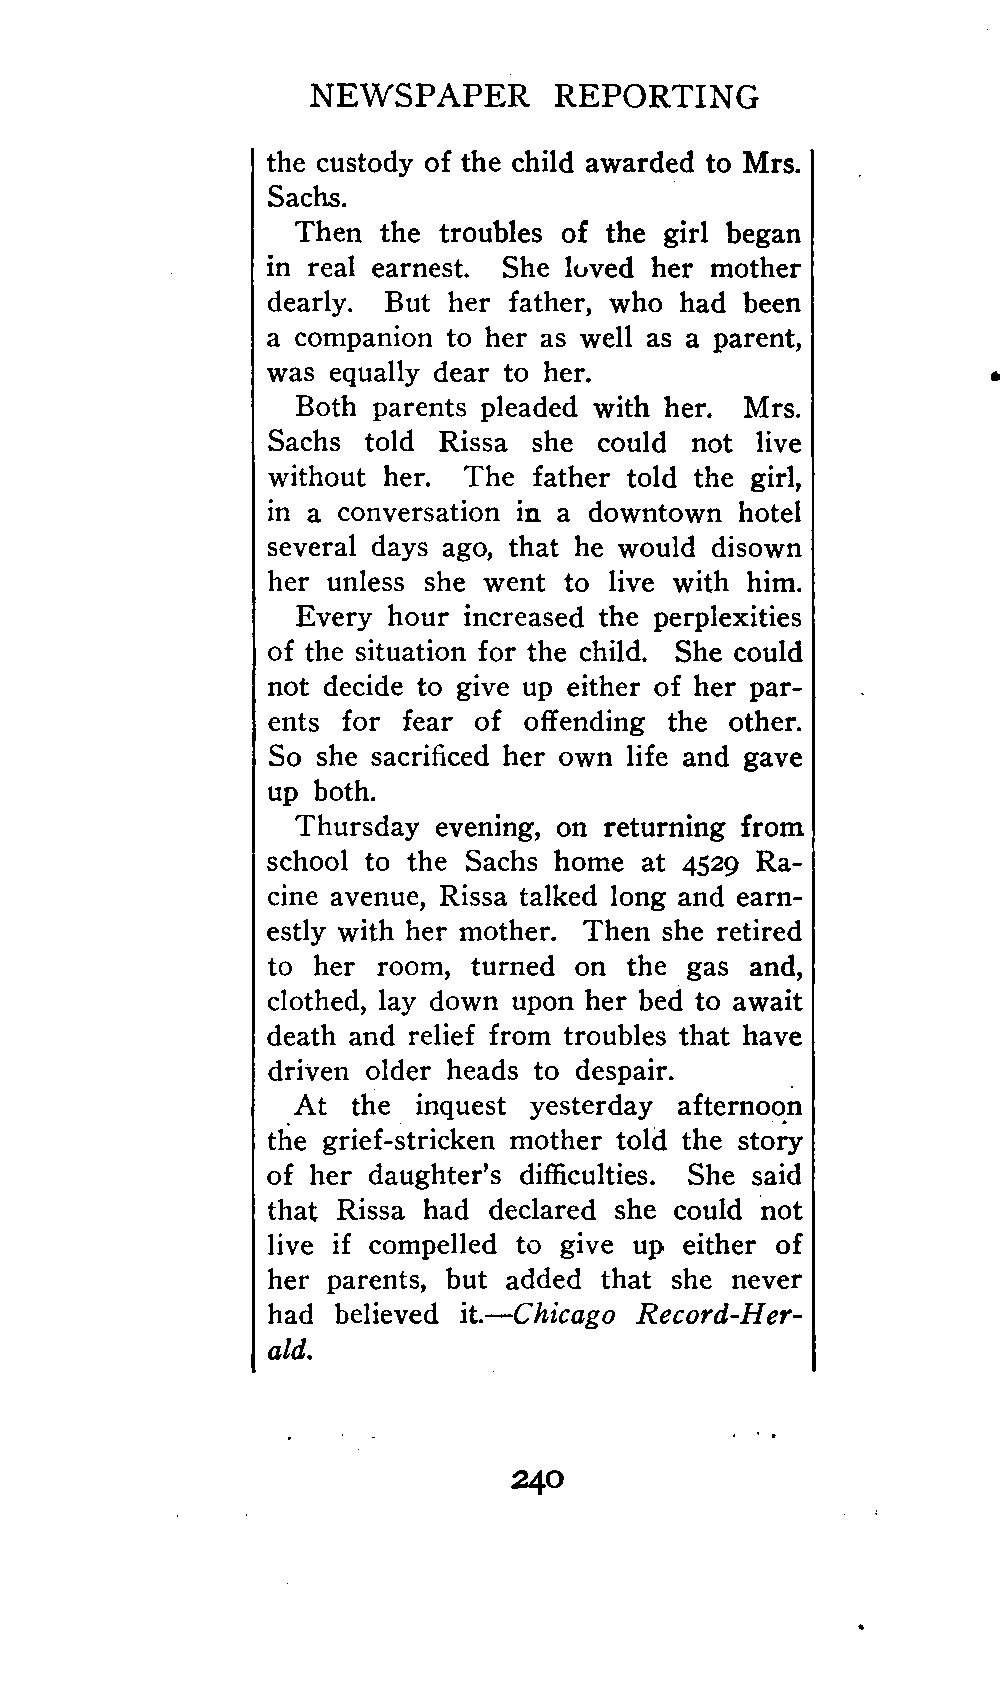 NEWSPAPER REPORTING
the custody of the child awarded to Mrs.
Sachs.
Then the troubles of the girl began
in real earnest. She loved her mother
dearly. But her father, who had been
a companion to her as well as a parent,
was equally dear to her.
Both parents pleaded with her. Mrs.
Sachs told Rissa she could not live
without her. The father told the girl,
in a conversation in a downtown hotel
several days ago, that he would disown
her unless she went to live with him.
Every hour increased the perplexities
of the situation for the child. She could
not decide to give up either of her par-
ents for fear of offending the other.
So she sacrificed her own life and gave
up both.
Thursday evening, on returning from
school to the Sachs home at 4529 Ra-
cine avenue, Rissa talked long and earn-
estly with her mother. Then she retired
to her room, turned on the gas and,
clothed, lay down upon her bed to await
death and relief from troubles that have
driven older heads to despair.
At the inquest yesterday afternoon
the grief-stricken mother told the story
of her daughter's difficulties. She said
that Rissa had declared she could not
live if compelled to give up either of
her parents, but added that she never
had believed it.—Chicago Record-Her-
ald.
240